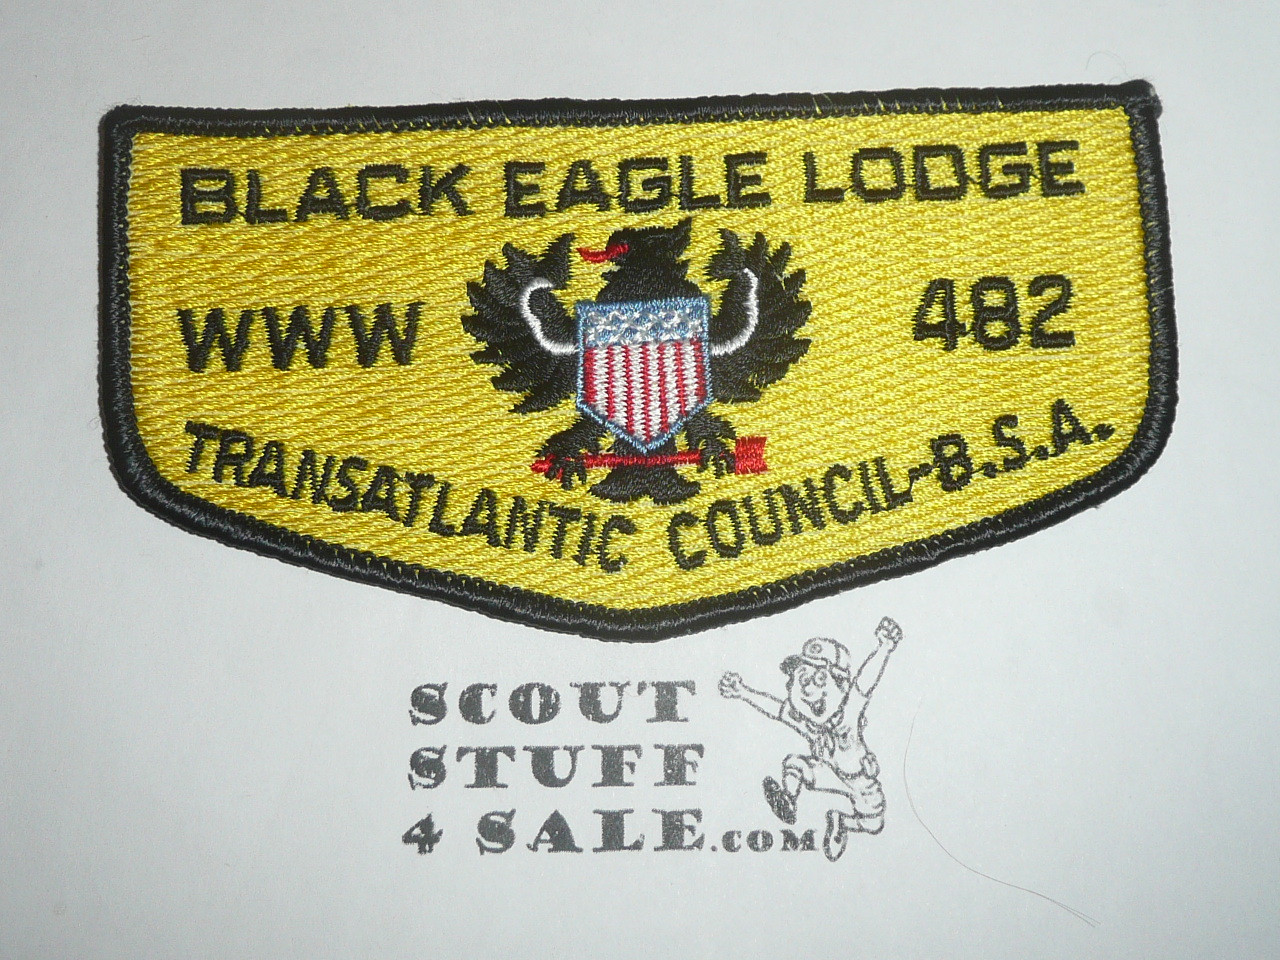 BLACK EAGLE LODGE
WWW 482
TRANSATLANTIC COUNCIL-B.S.A.
SCOUT
STUFF
4 SALE.COM